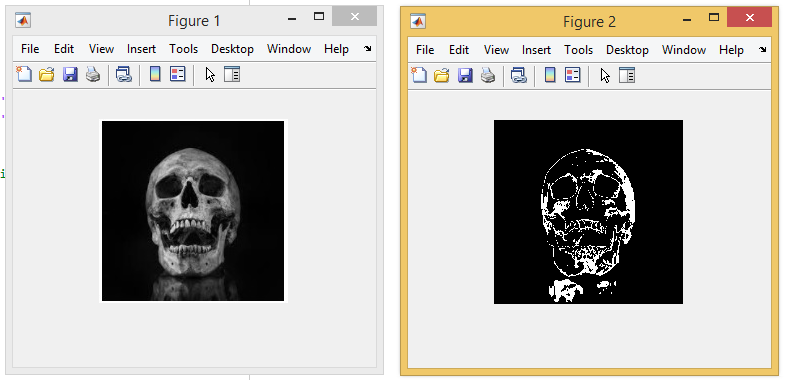 Figure 1
File Edit View Insert Tools Desktop Window Help
Figure 2
File Edit View Insert Tools Desktop Window Help
i